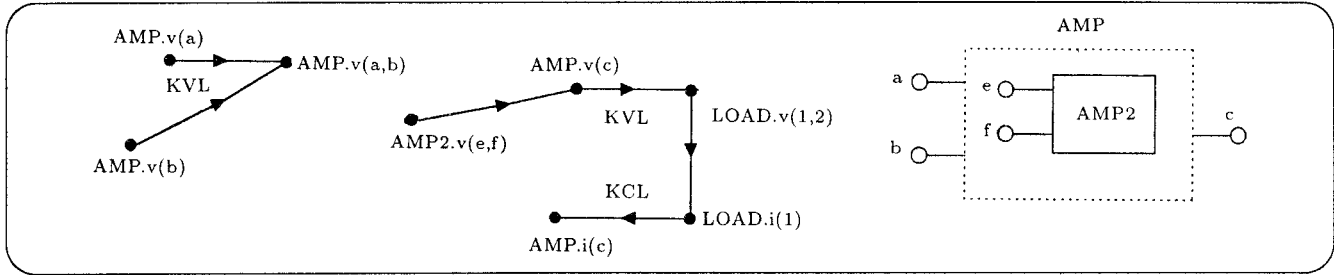 AMP.v(a)
KVL
AMP.v(a,b)
AMP.v(b)
AMP.v(c)
KVL
AMP2.v(e,f)
LOAD.v(1,2)
KCL
AMP.i(c)
LOAD.i(1)
AMP
a
e
AMP2
f
b
c